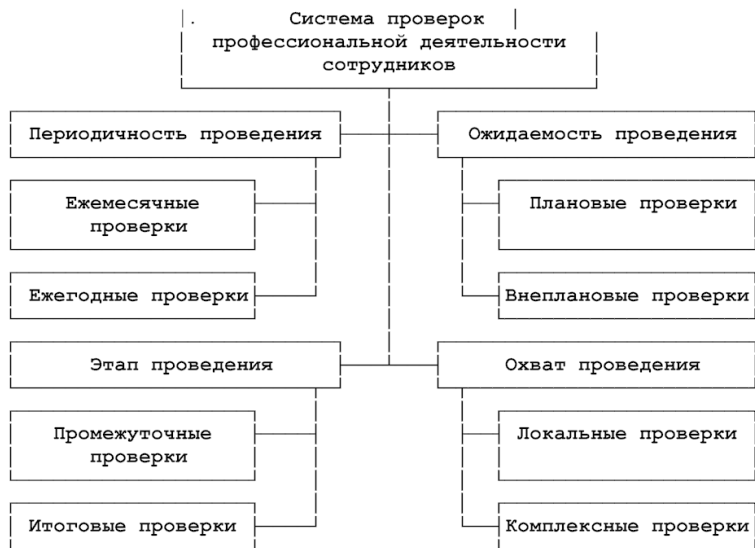 Система проверок
профессиональной деятельности
сотрудников
Периодичность проведения
Ожидаемость проведения
Ежемесячные
проверки
Плановые проверки
Ежегодные проверки
Внеплановые проверки
Этап проведения
Охват проведения
Промежуточные
проверки
Локальные проверки
Итоговые проверки
Комплексные проверки